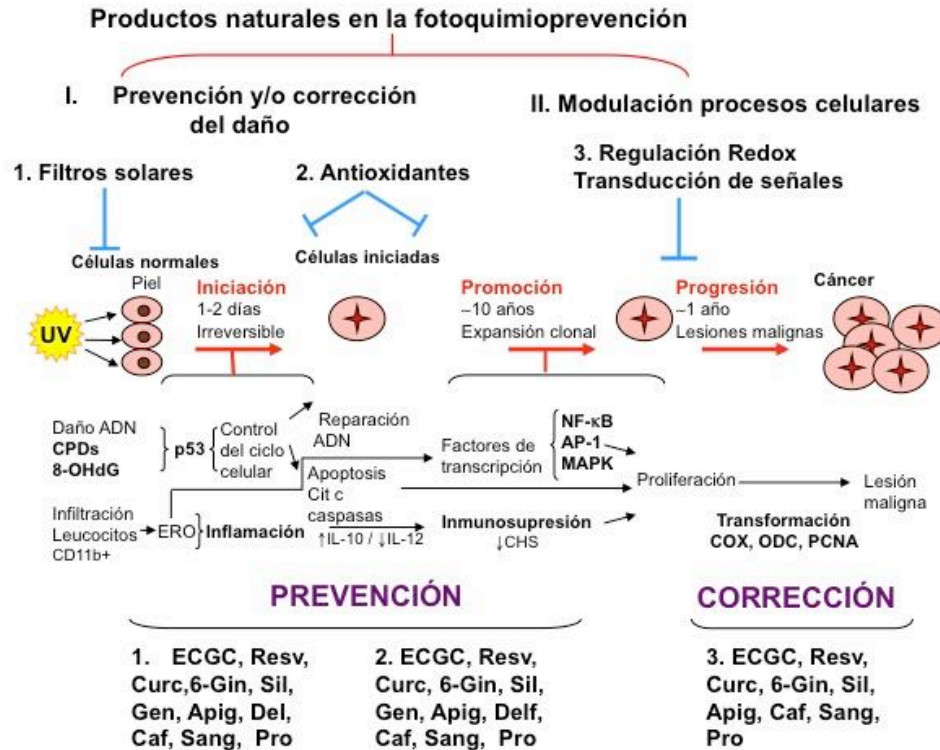 Productos naturales en la fotoquimioprevención
I. Prevención y/o corrección
del daño
II. Modulación procesos celulares
1. Filtros solares
2. Antioxidantes
3. Regulación Redox
Transducción de señales
Células normales
Piel
UV
Iniciación
1-2 días
Irreversible
Células iniciadas
Promoción
~10 años
Expansión clonal
Progresión
~1 año
Lesiones malignas
Cáncer
Daño ADN
CPDs
8-OHdG
p53
Control
del ciclo
celular
Reparación
ADN
Apoptosis
Cit c
caspasas
Factores de
transcripción
NF-κB
AP-1
MAPK
Proliferación
Lesión
maligna
Infiltración
Leucocitos
CD11b+
ERO
Inflamación
↑IL-10 / ↓IL-12
Inmunosupresión
↓CHS
Transformación
COX, ODC, PCNA
PREVENCIÓN
CORRECCIÓN
1. ECGC, Resv,
Curc,6-Gin, Sil,
Gen, Apig, Del,
Caf, Sang, Pro
2. ECGC, Resv,
Curc, 6-Gin, Sil,
Gen, Apig, Delf,
Caf, Sang, Pro
3. ECGC, Resv,
Curc, 6-Gin, Sil,
Apig, Caf, Sang,
Pro